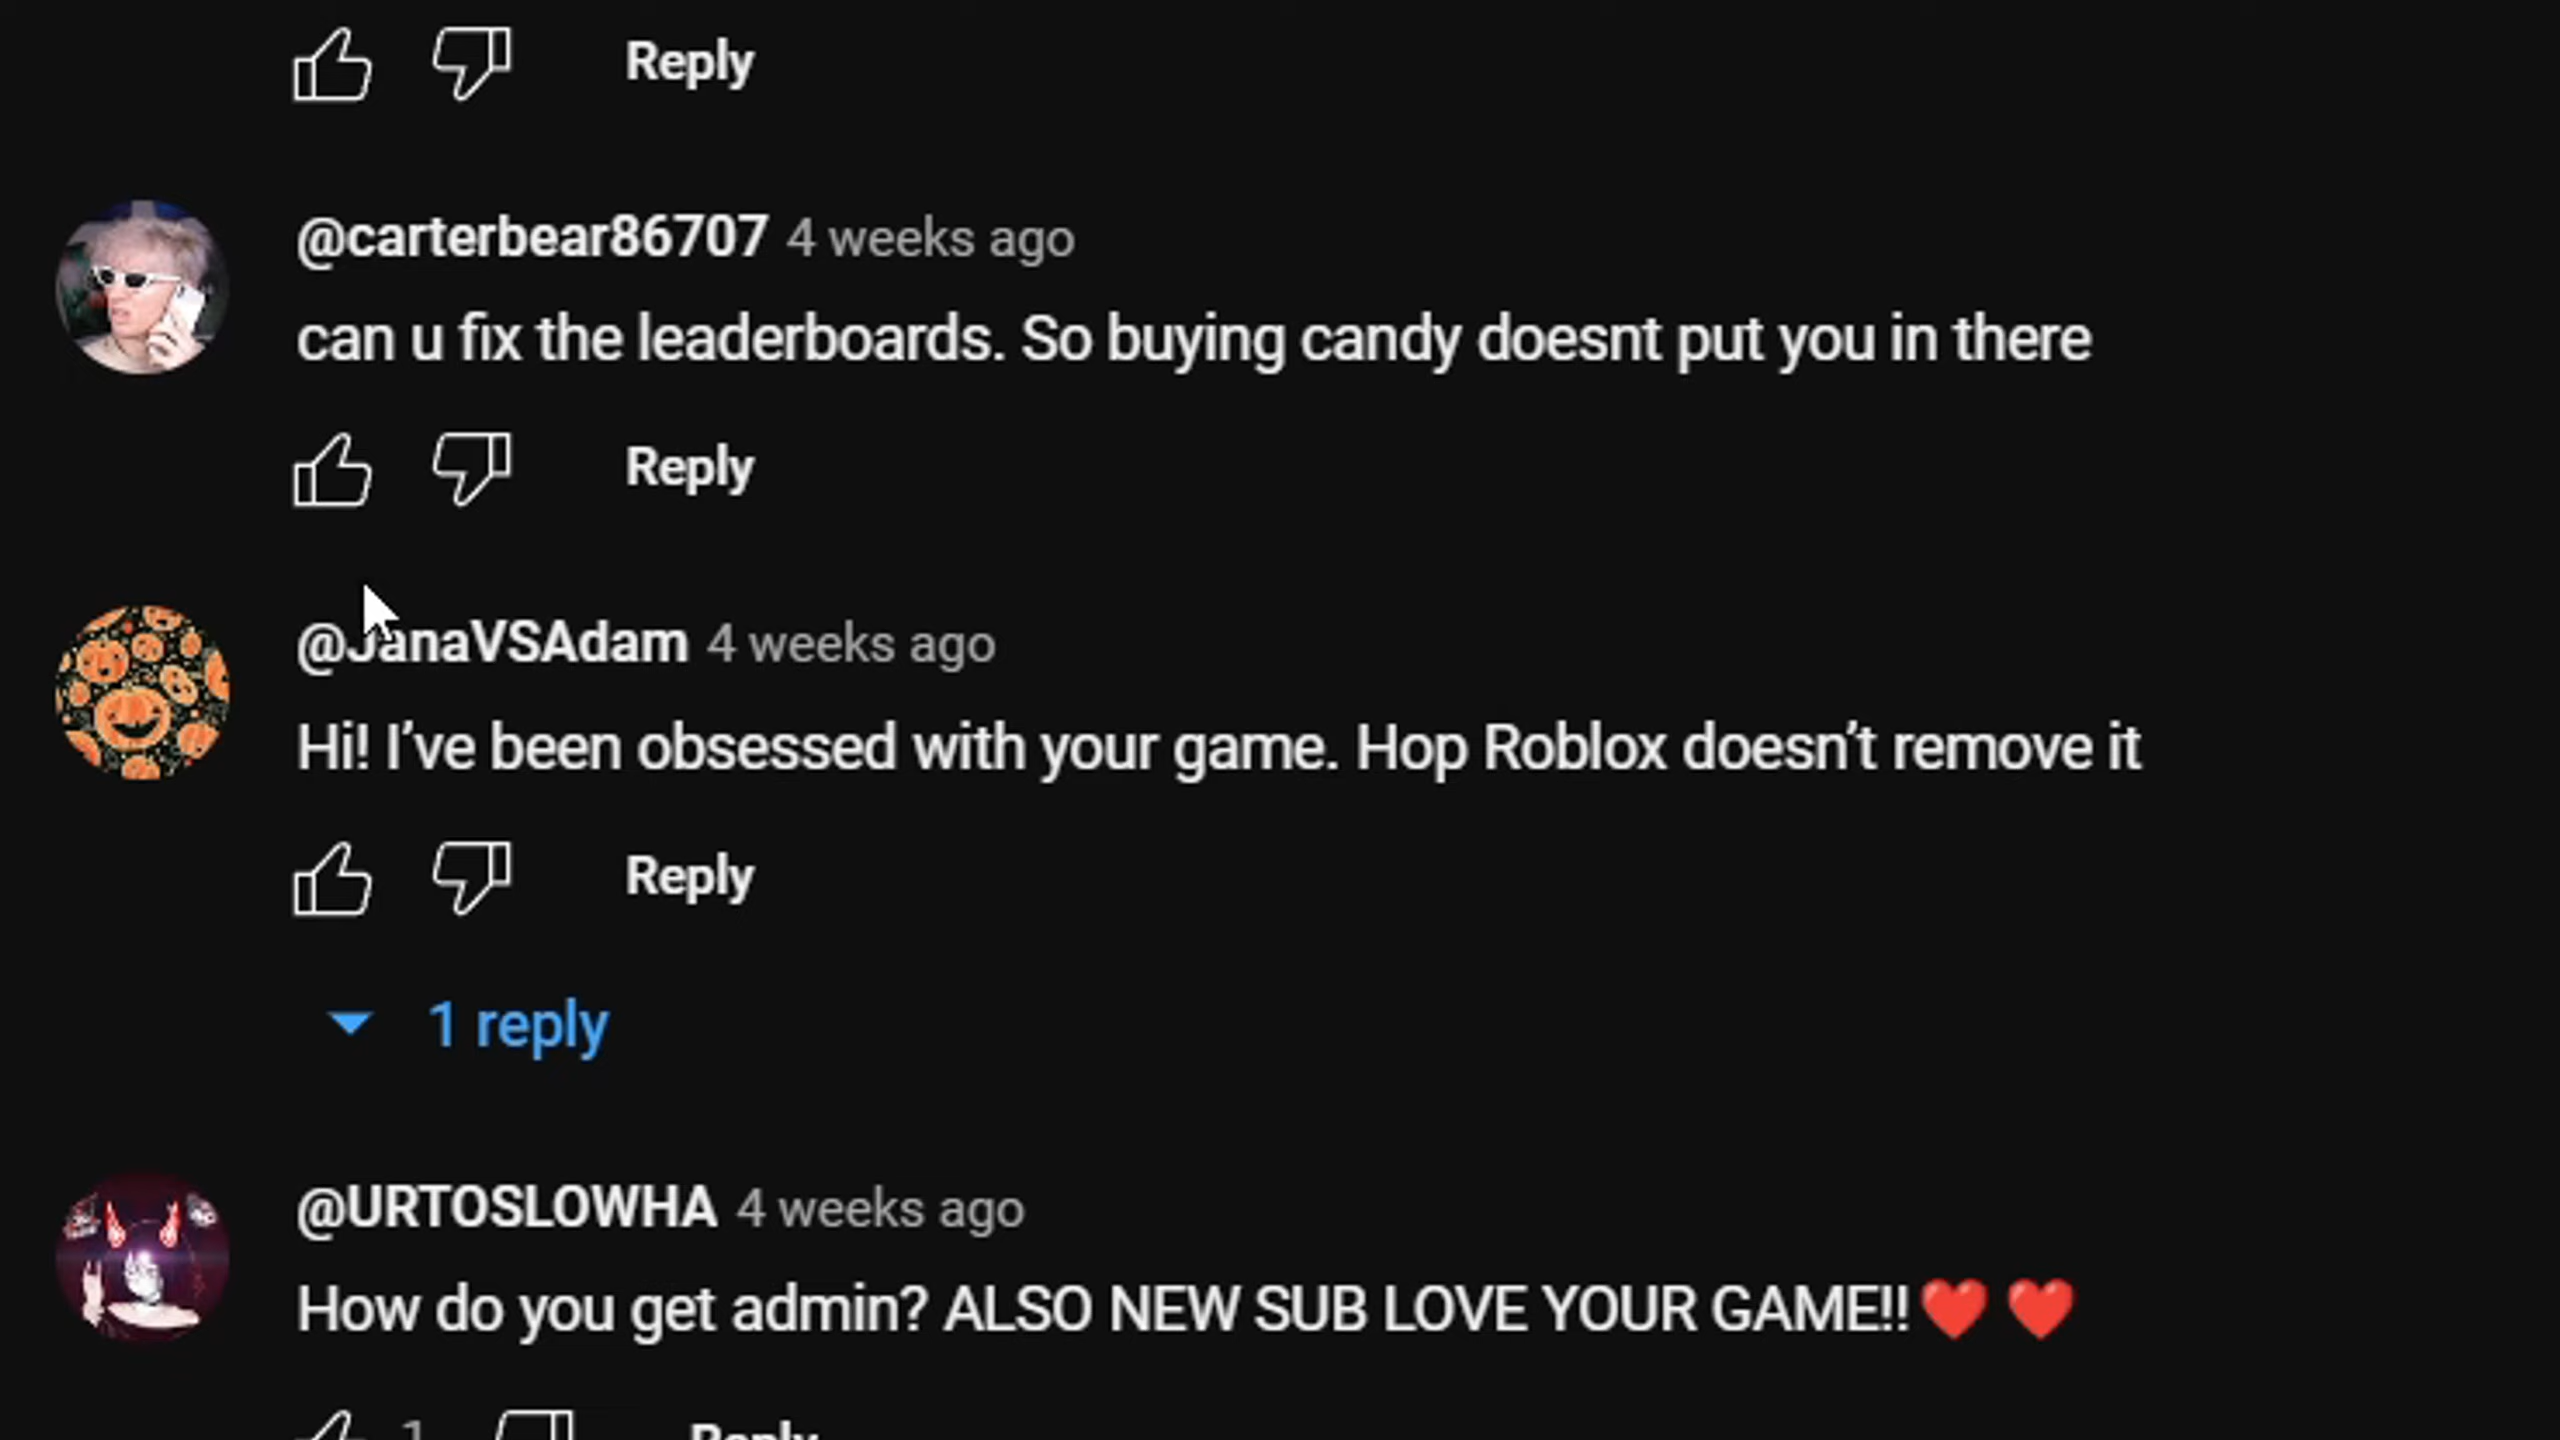 Reply
@carterbear86707 4 weeks ago
can u fix the leaderboards. So buying candy doesnt put you in there
Reply
@JanaVSAdam 4 weeks ago
Hi! I’ve been obsessed with your game. Hop Roblox doesn’t remove it
Reply
1 reply
@URTOSLOWHA 4 weeks ago
How do you get admin? ALSO NEW SUB LOVE YOUR GAME!!❤️ ❤️
1 Reply